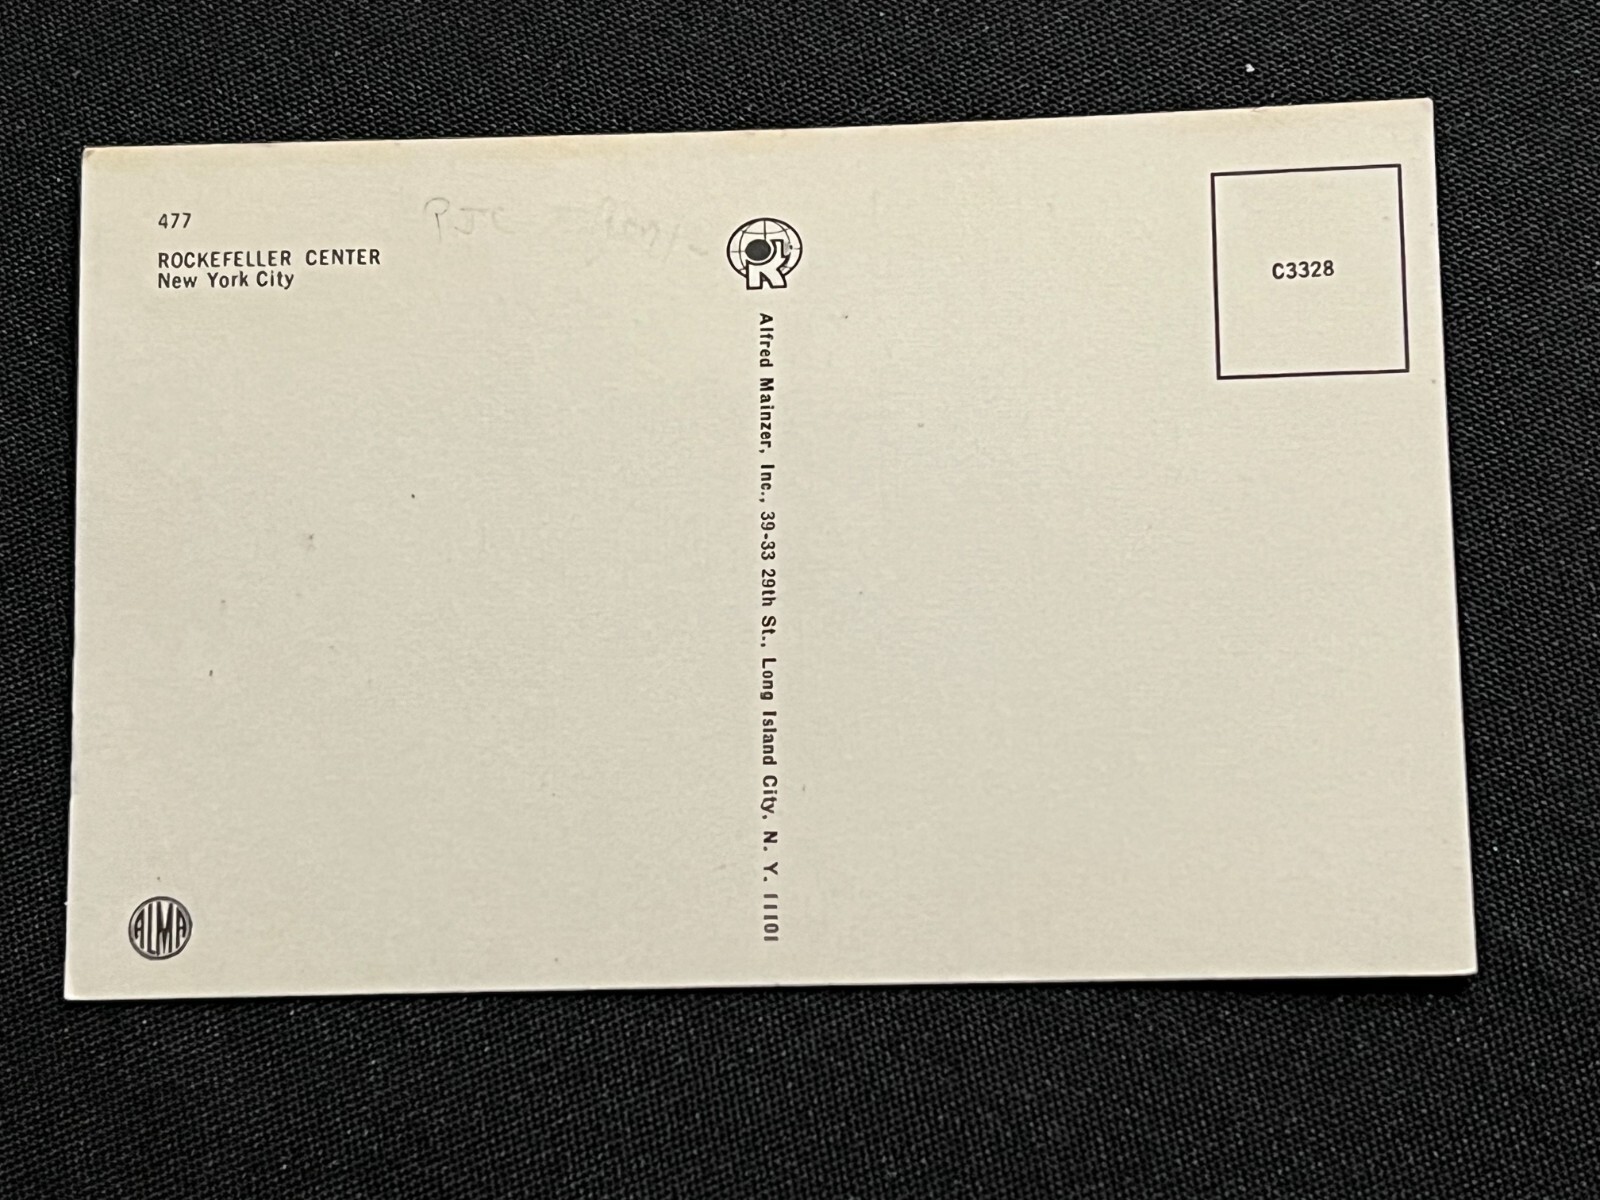 477
ROCKEFELLER CENTER
New York City
PJC
K
Alfred Mainzer, Inc., 39-33 29th St., Long Island City, N. Y. 11101
C3328
ALMA